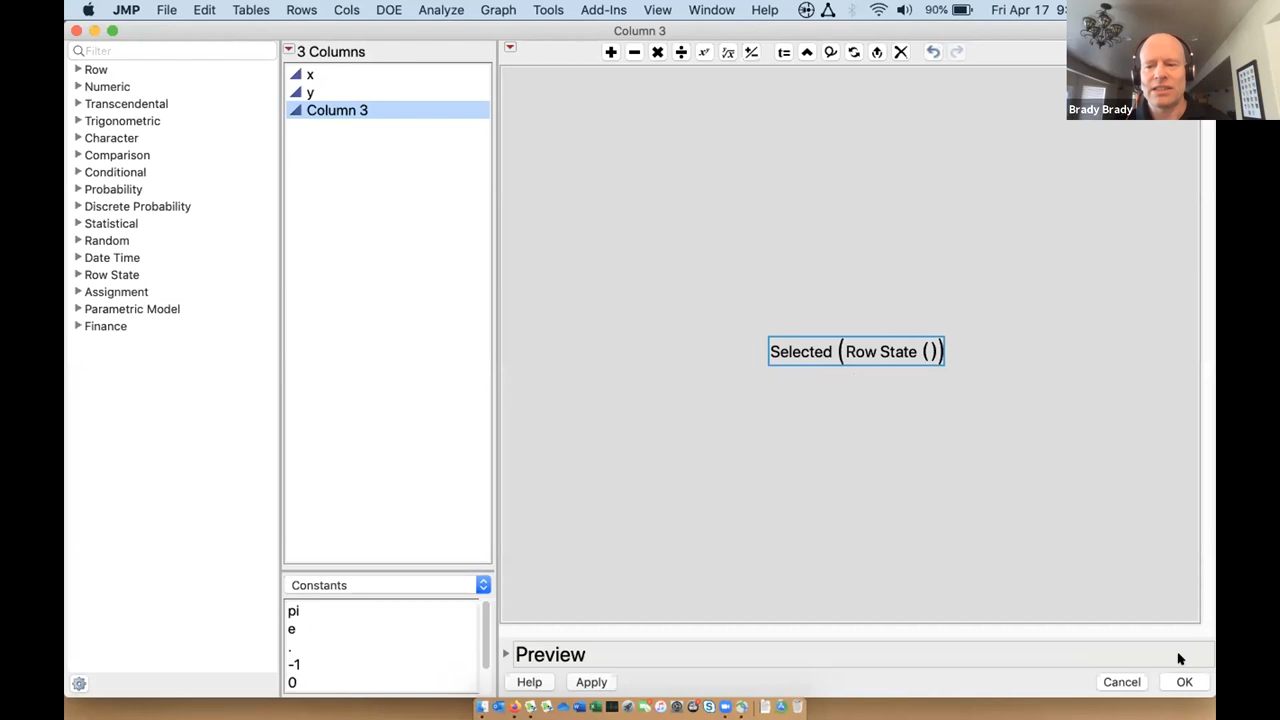 JMP File Edit Tables Rows Cols DOE Analyze Graph Tools Add-Ins View Window Help 90% Fri Apr 17
Column 3
Brady Brady
Filter
Row
Numeric
Transcendental
Trigonometric
Character
Comparison
Conditional
Probability
Discrete Probability
Statistical
Random
Date Time
Row State
Assignment
Parametric Model
Finance
3 Columns
x
y
Column 3
Constants
pi
e
.
-1
0
Selected (Row State ())
Preview
Help Apply Cancel OK